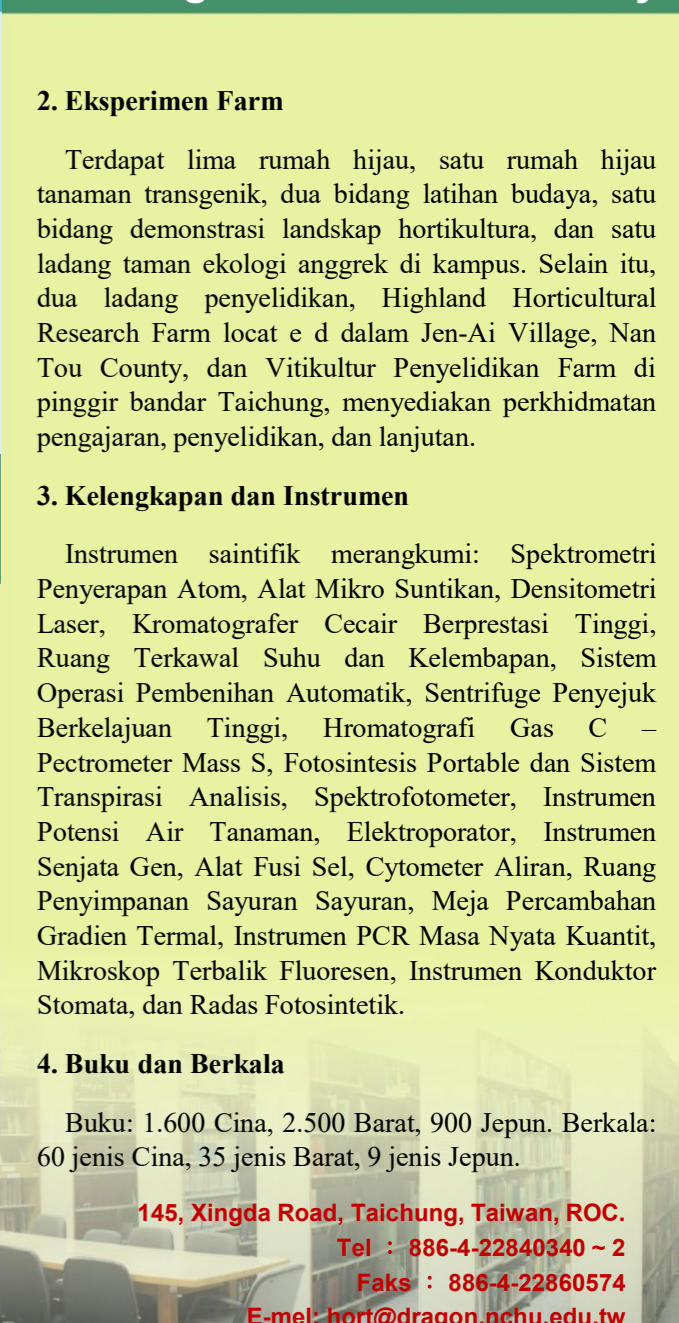 2. Eksperimen Farm
Terdapat lima rumah hijau, satu rumah hijau
tanaman transgenik, dua bidang latihan budaya, satu
bidang demonstrasi landskap hortikultura, dan satu
ladang taman ekologi anggrek di kampus. Selain itu,
dua ladang penyelidikan, Highland Horticultural
Research Farm locat e d dalam Jen-Ai Village, Nan
Tou County, dan Vitikultur Penyelidikan Farm di
pinggir bandar Taichung, menyediakan perkhidmatan
pengajaran, penyelidikan, dan lanjutan.
3. Kelengkapan dan Instrumen
Instrumen saintifik merangkumi: Spektrometri
Penyerapan Atom, Alat Mikro Suntikan, Densitometri
Laser, Kromatografer Cecair Berprestasi Tinggi,
Ruang Terkawal Suhu dan Kelembapan, Sistem
Operasi Pembenihan Automatik, Sentrifuge Penyejuk
Berkelajuan Tinggi, Hromatografi Gas C –
Pectrometer Mass S, Fotosintesis Portable dan Sistem
Transpirasi Analisis, Spektrofotometer, Instrumen
Potensi Air Tanaman, Elektroporator, Instrumen
Senjata Gen, Alat Fusi Sel, Cytometer Aliran, Ruang
Penyimpanan Sayuran Sayuran, Meja Percambahan
Gradien Termal, Instrumen PCR Masa Nyata Kuantit,
Mikroskop Terbalik Fluoresen, Instrumen Konduktor
Stomata, dan Radas Fotosintetik.
4. Buku dan Berkala
Buku: 1.600 Cina, 2.500 Barat, 900 Jepun. Berkala:
60 jenis Cina, 35 jenis Barat, 9 jenis Jepun.
145, Xingda Road, Taichung, Taiwan, ROC.
Tel ： 886-4-22840340 ~ 2
Faks ： 886-4-22860574
E-mel: hort@dragon.nchu.edu.tw